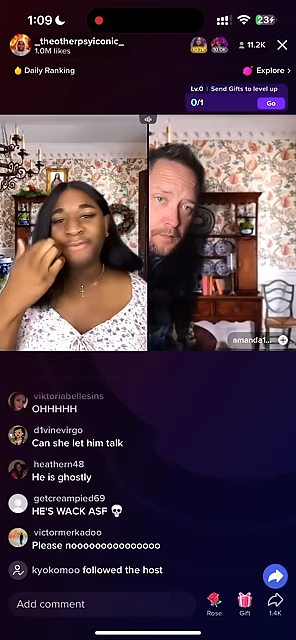 1:09
23
_theotherpsyiconic_
1.0M likes
11.2K
Daily Ranking
Explore >
Lv.0 | Send Gifts to level up
0/1
Go
amanda1...
viktoriabellesins
OHHHHH
d1vinevirgo
Can she let him talk
heathern48
He is ghostly
getcreampied69
HE'S WACK ASF 💀
victormerkadoo
Please nooooooooooooooo
kyokomoo followed the host
Add comment
Rose
Gift
1.4K